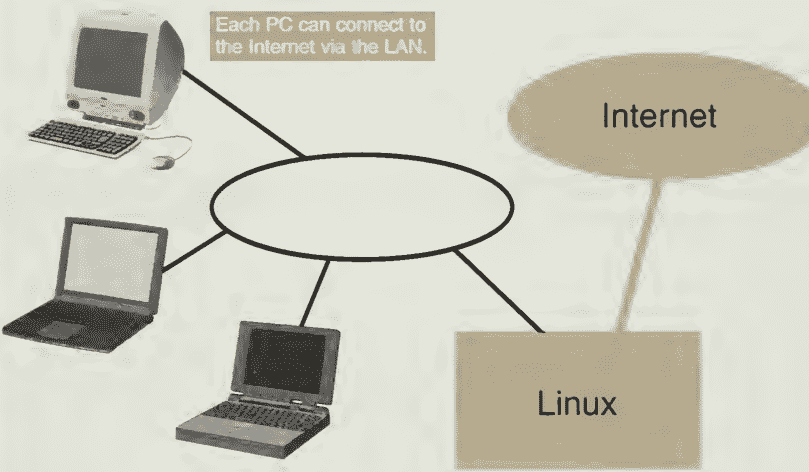 Each PC can connect to
the Internet via the LAN.
Internet
Linux